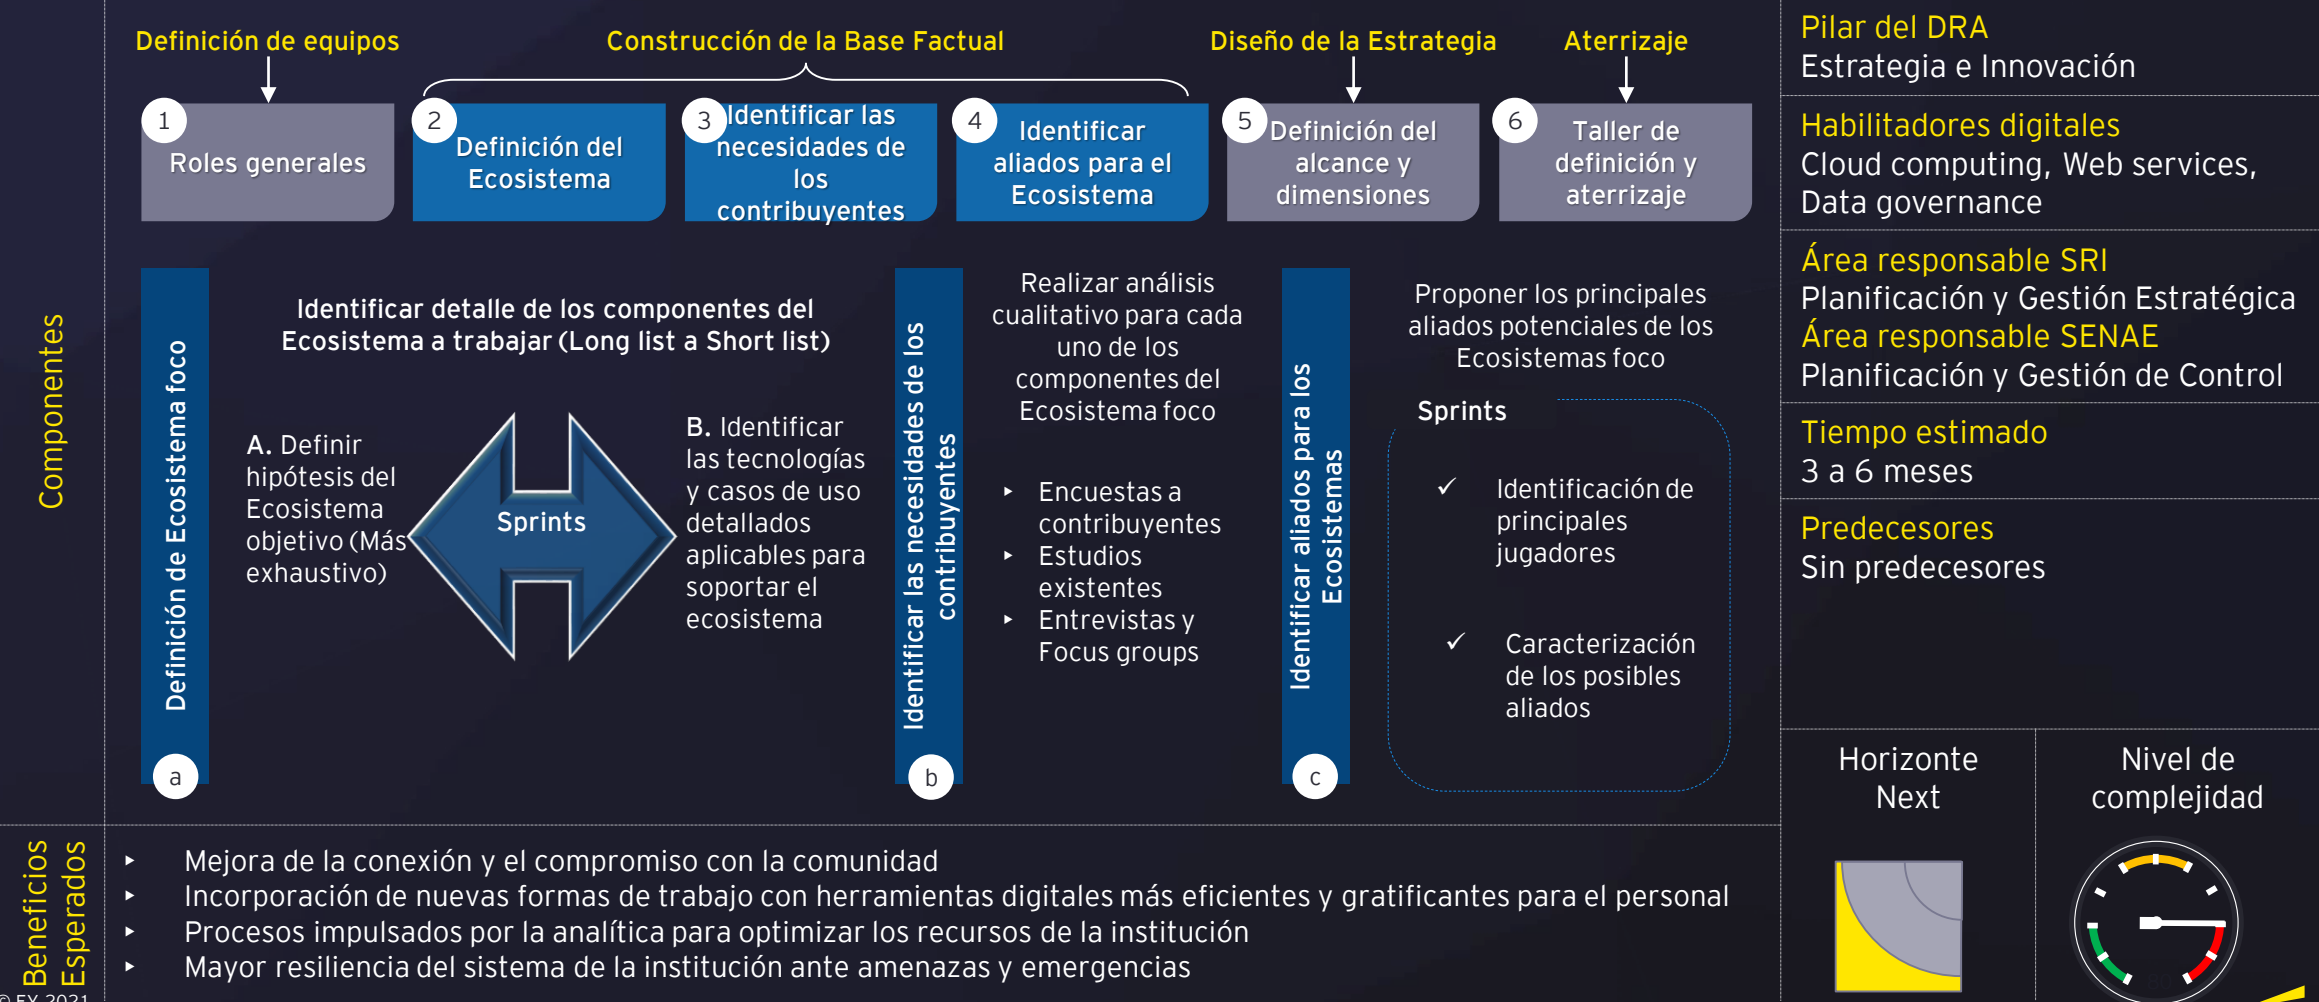 Definición de equipos
Construcción de la Base Factual
Diseño de la Estrategia
Aterrizaje
1
Roles generales
2
Definición del
Ecosistema
3
Identificar las
necesidades de
los
contribuyentes
4
Identificar
aliados para el
Ecosistema
5
Definición del
alcance y
dimensiones
6
Taller de
definición y
aterrizaje
Componentes
Definición de Ecosistema foco
a
Identificar detalle de los componentes del
Ecosistema a trabajar (Long list a Short list)
A. Definir
hipótesis del
Ecosistema
objetivo (Más
exhaustivo)
Sprints
B. Identificar
las tecnologías
y casos de uso
detallados
aplicables para
soportar el
ecosistema
Identificar las necesidades de los
contribuyentes
b
Realizar análisis
cualitativo para cada
uno de los
componentes del
Ecosistema foco
▸ Encuestas a
contribuyentes
▸ Estudios
existentes
▸ Entrevistas y
Focus groups
Identificar aliados para los
Ecosistemas
c
Proponer los principales
aliados potenciales de los
Ecosistemas foco
Sprints
✓ Identificación de
principales
jugadores
✓ Caracterización
de los posibles
aliados
Beneficios
Esperados
▸ Mejora de la conexión y el compromiso con la comunidad
▸ Incorporación de nuevas formas de trabajo con herramientas digitales más eficientes y gratificantes para el personal
▸ Procesos impulsados por la analítica para optimizar los recursos de la institución
▸ Mayor resiliencia del sistema de la institución ante amenazas y emergencias
Pilar del DRA
Estrategia e Innovación
Habilitadores digitales
Cloud computing, Web services,
Data governance
Área responsable SRI
Planificación y Gestión Estratégica
Área responsable SENAE
Planificación y Gestión de Control
Tiempo estimado
3 a 6 meses
Predecesores
Sin predecesores
Horizonte
Next
Nivel de
complejidad
© EY 2021